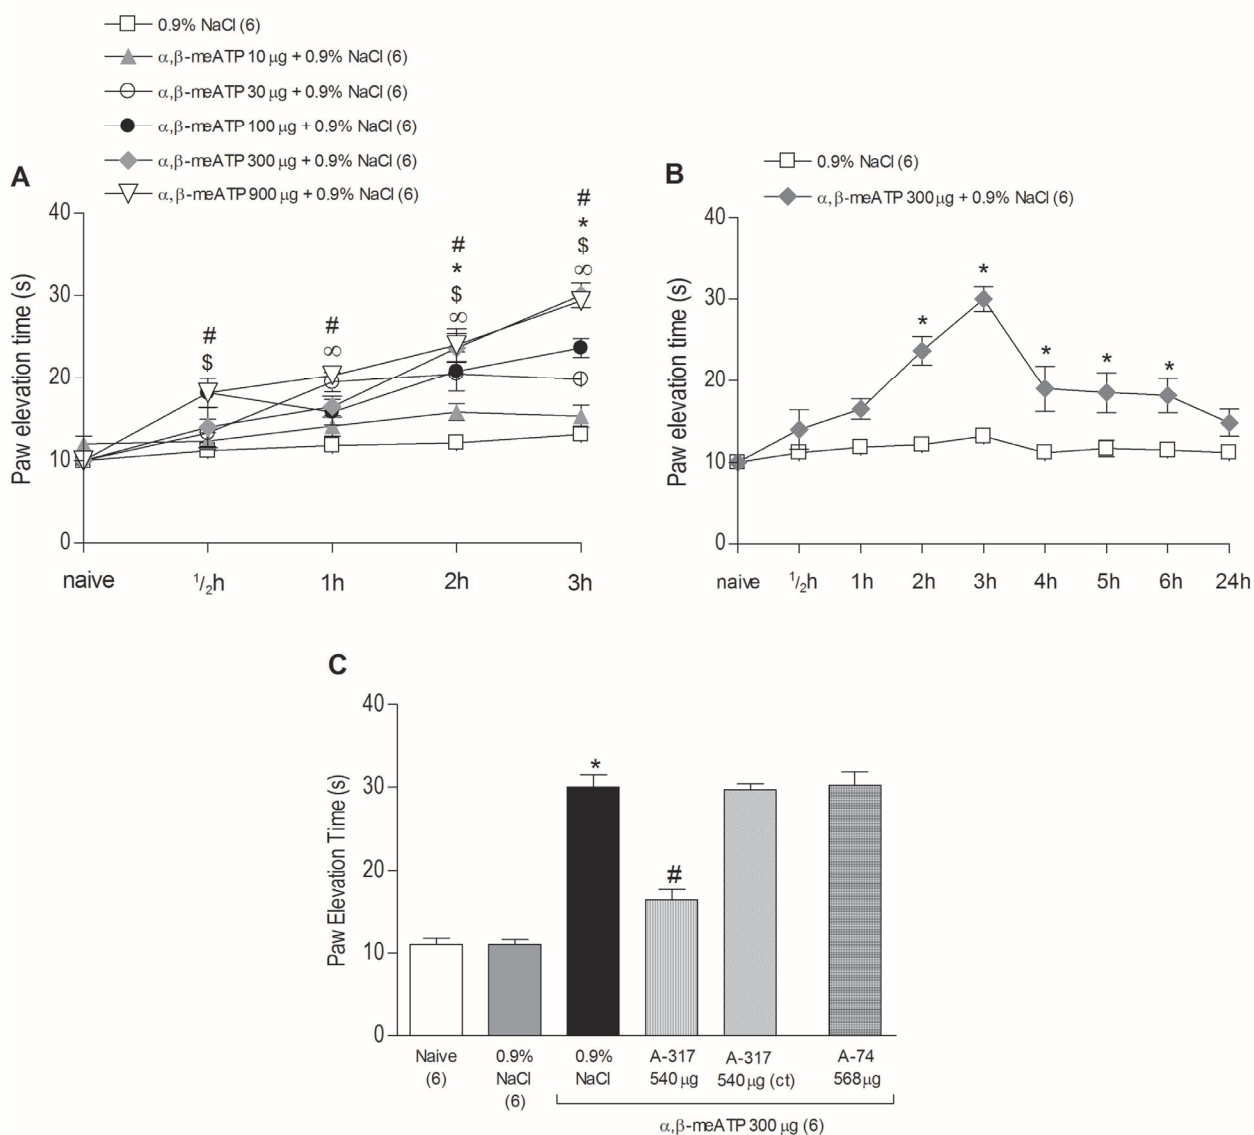 0.9% NaCl (6)
α,β-meATP 10 μg + 0.9% NaCl (6)
α,β-meATP 30 μg + 0.9% NaCl (6)
α,β-meATP 100 μg + 0.9% NaCl (6)
α,β-meATP 300 μg + 0.9% NaCl (6)
α,β-meATP 900 μg + 0.9% NaCl (6)
A
Paw elevation time (s)
40
30
20
10
0
# $
# ∞
# * $ ∞
# * $ ∞
naive ½h 1h 2h 3h
B
0.9% NaCl (6)
α,β-meATP 300 μg + 0.9% NaCl (6)
Paw elevation time (s)
40
30
20
10
0
* * * * *
naive ½h 1h 2h 3h 4h 5h 6h 24h
C
Paw Elevation Time (s)
40
30
20
10
0
*
#
Naive
(6)
0.9%
NaCl
(6)
0.9%
NaCl
A-317
540 μg
A-317
540 μg (ct)
A-74
568μg
α,β-meATP 300 μg (6)